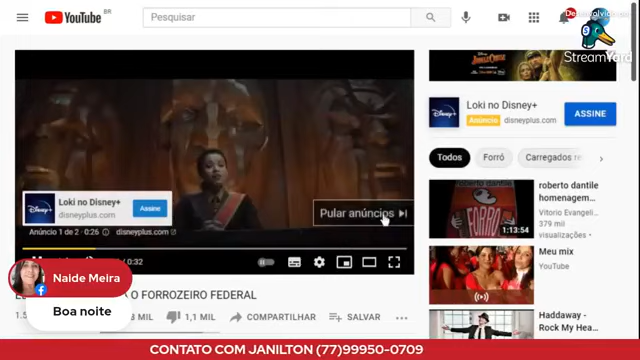 YouTube BR
Pesquisar
StreamYard
Loki no Disney+
Anúncio disneyplus.com
ASSINE
Todos
Forró
Carregados re
Loki no Disney+
disneyplus.com
Assine
Pular anúncios
Anúncio 1 de 2 · 0:26
disneyplus.com
/ 0:32
roberto dantile
homenagem...
Vitorio Evangeli...
379 mil
visualizações ·
FORRÓ
1:13:54
Meu mix
YouTube
Naide Meira
Boa noite
O FORROZEIRO FEDERAL
MIL
1,1 MIL
COMPARTILHAR
SALVAR
Haddaway -
Rock My Hea
CONTATO COM JANILTON (77)99950-0709